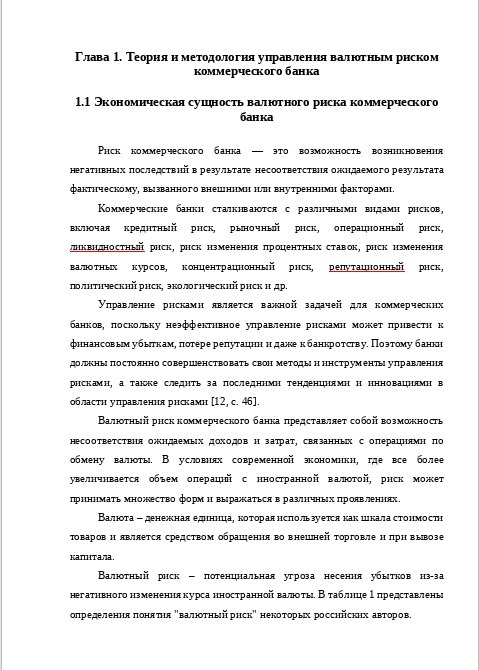 Глава 1. Теория и методология управления валютным риском
коммерческого банка
1.1 Экономическая сущность валютного риска коммерческого
банка
Риск коммерческого банка — это возможность возникновения
негативных последствий в результате несоответствия ожидаемого результата
фактическому, вызванного внешними или внутренними факторами.
Коммерческие банки сталкиваются с различными видами рисков,
включая кредитный риск, рыночный риск, операционный риск,
ликвидностный риск, риск изменения процентных ставок, риск изменения
валютных курсов, концентрационный риск, репутационный риск,
политический риск, экологический риск и др.
Управление рисками является важной задачей для коммерческих
банков, поскольку неэффективное управление рисками может привести к
финансовым убыткам, потере репутации и даже к банкротству. Поэтому банки
должны постоянно совершенствовать свои методы и инструменты управления
рисками, а также следить за последними тенденциями и инновациями в
области управления рисками [12, с. 46].
Валютный риск коммерческого банка представляет собой возможность
несоответствия ожидаемых доходов и затрат, связанных с операциями по
обмену валюты. В условиях современной экономики, где все более
увеличивается объем операций с иностранной валютой, риск может
принимать множество форм и выражаться в различных проявлениях.
Валюта – денежная единица, которая используется как шкала стоимости
товаров и является средством обращения во внешней торговле и при вывозе
капитала.
Валютный риск – потенциальная угроза несения убытков из-за
негативного изменения курса иностранной валюты. В таблице 1 представлены
определения понятия "валютный риск" некоторых российских авторов.